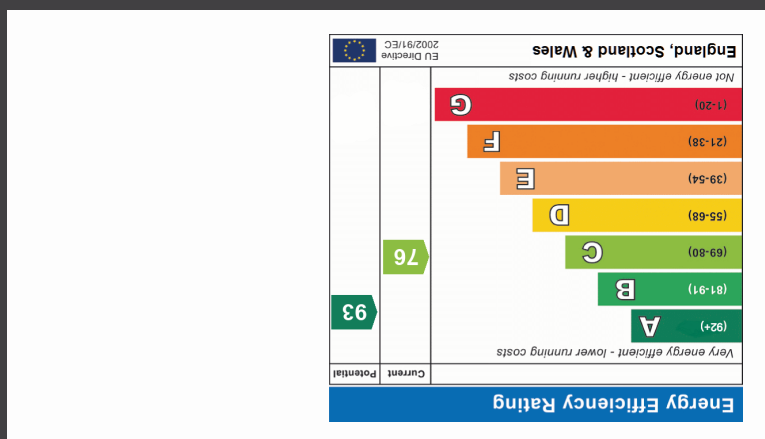 Energy Efficiency Rating
Current Potential
Very energy efficient - lower running costs
(92+) A
(81-91) B
(69-80) C
(55-68) D
(39-54) E
(21-38) F
(1-20) G
76
93
Not energy efficient - higher running costs
England, Scotland & Wales
EU Directive
2002/91/EC